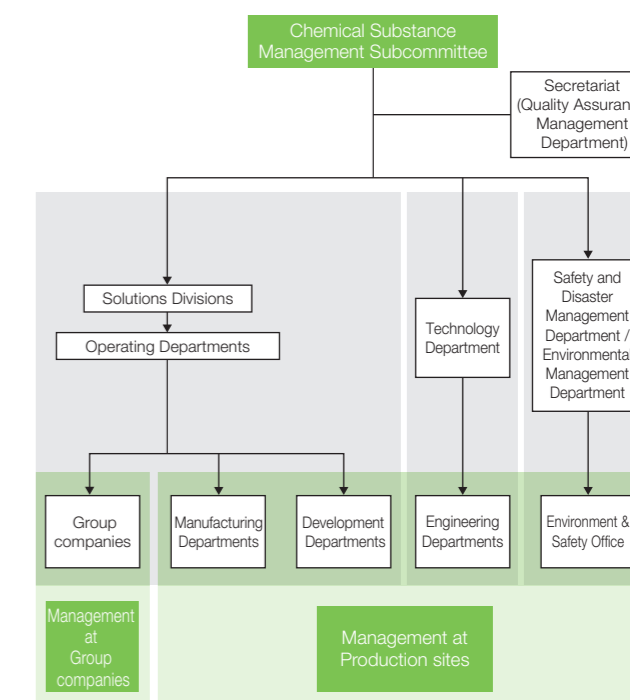 Chemical Substance
Management Subcommittee
Secretariat
(Quality Assuran
Management
Department)
Solutions Divisions
Operating Departments
Technology
Department
Safety and
Disaster
Management
Department /
Environmenta
Management
Department
Group
companies
Manufacturing
Departments
Development
Departments
Engineering
Departments
Environment &
Safety Office
Management
at
Group
companies
Management at
Production sites